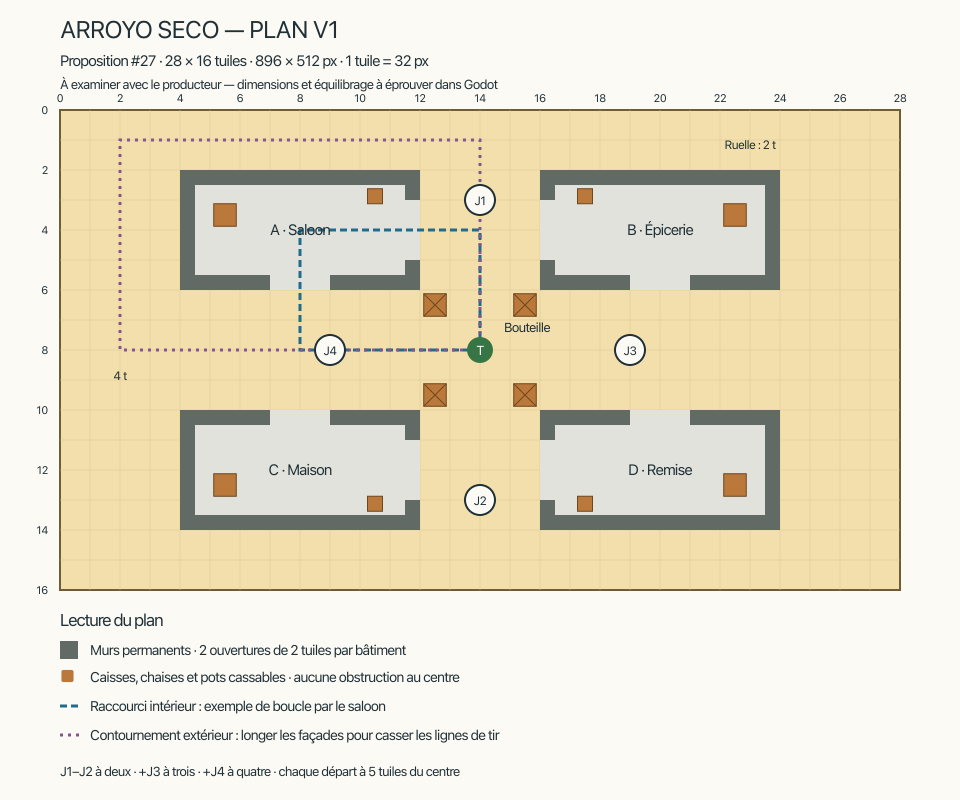 ARROYO SECO — PLAN V1
Proposition #27 · 28 × 16 tuiles · 896 × 512 px · 1 tuile = 32 px
À examiner avec le producteur — dimensions et équilibrage à éprouver dans Godot
0 2 4 6 8 10 12 14 16 18 20 22 24 26 28
0
Ruelle : 2 t
2
J1
4
A · Saloon
B · Épicerie
6
Bouteille
8
J4
T
J3
4 t
10
12
C · Maison
D · Remise
J2
14
16
Lecture du plan
Murs permanents · 2 ouvertures de 2 tuiles par bâtiment
Caisses, chaises et pots cassables · aucune obstruction au centre
Raccourci intérieur : exemple de boucle par le saloon
Contournement extérieur : longer les façades pour casser les lignes de tir
J1–J2 à deux · +J3 à trois · +J4 à quatre · chaque départ à 5 tuiles du centre